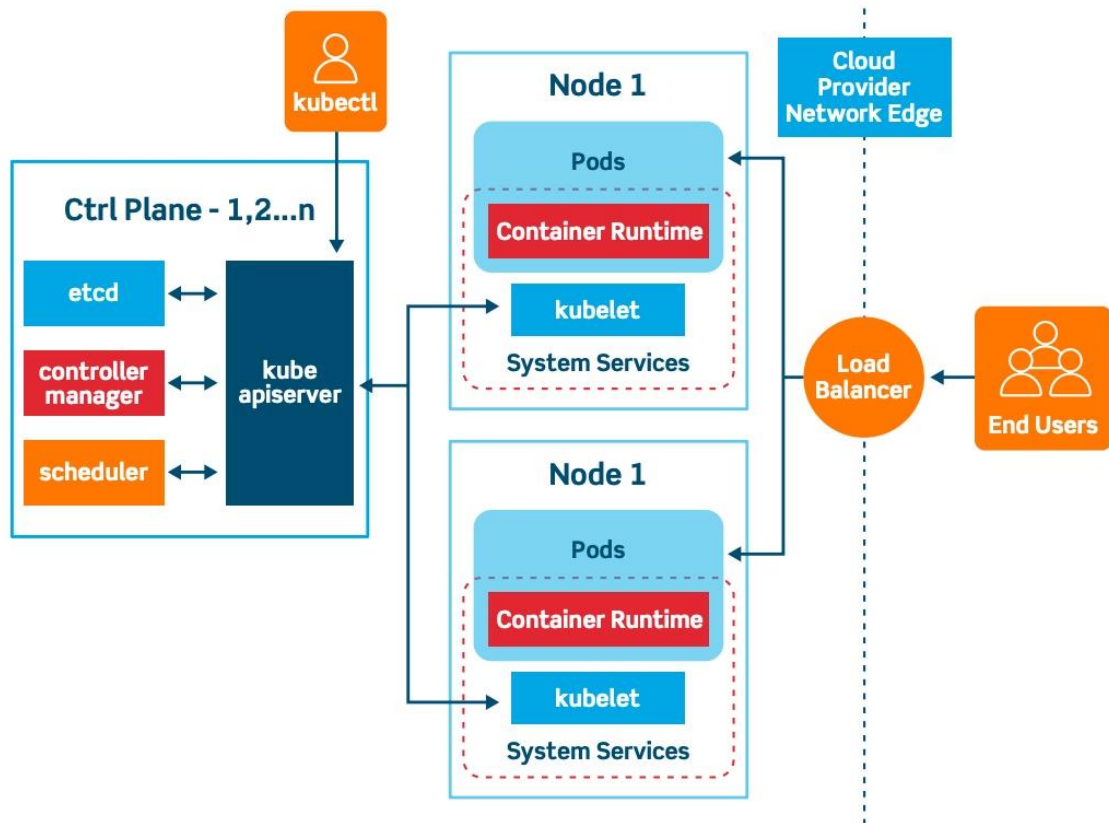 kubectl
Ctrl Plane - 1,2...n
etcd
controller
manager
scheduler
kube
apiserver
Node 1
Pods
Container Runtime
kubelet
System Services
Node 1
Pods
Container Runtime
kubelet
System Services
Cloud
Provider
Network Edge
Load
Balancer
End Users